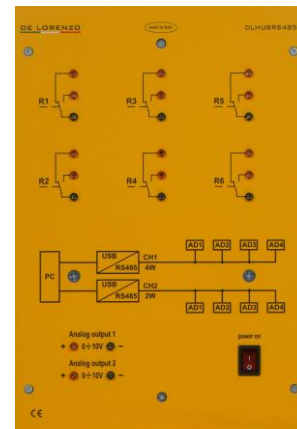 DE LORENZO made in Italy DLHUBRS485
R1 R3 R5
R2 R4 R6
AD1 AD2 AD3 AD4
USB CH1
RS485 4W
PC
USB CH2
RS485 2W
AD1 AD2 AD3 AD4
Analog output 1
+ 0÷10V −
power on
Analog output 2
+ 0÷10V −
CE